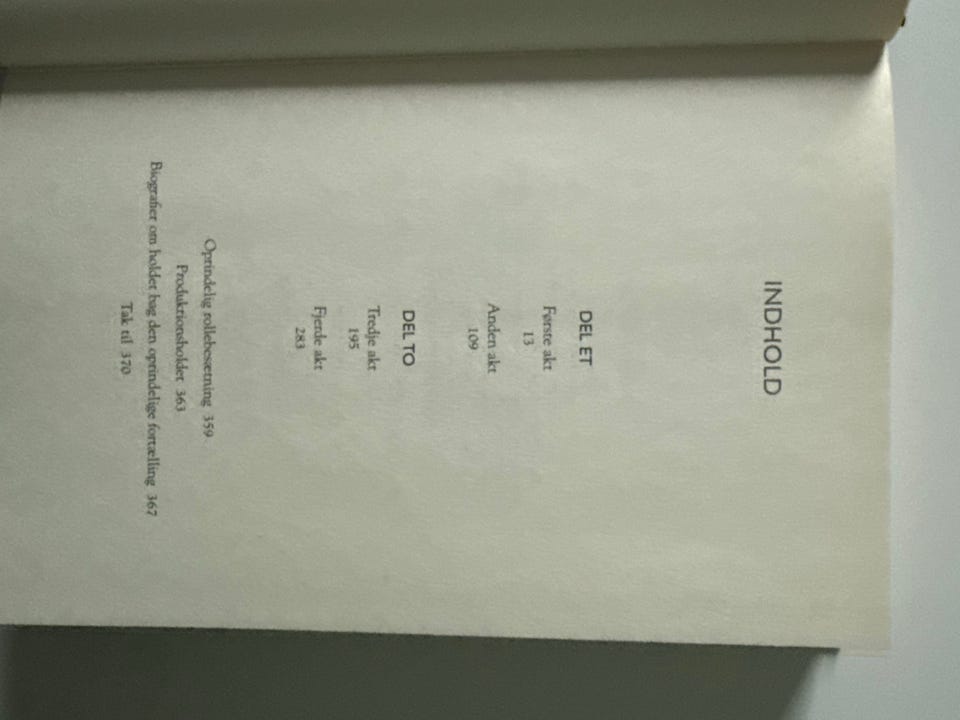 INDHOLD
DEL ET
Første akt
13
Anden akt
109
DEL TO
Tredje akt
195
Fjerde akt
283
Oprindelig rollebesætning 359
Produktionsholdet 363
Biografier om holdet bag den oprindelige fortælling 367
Tak til 370